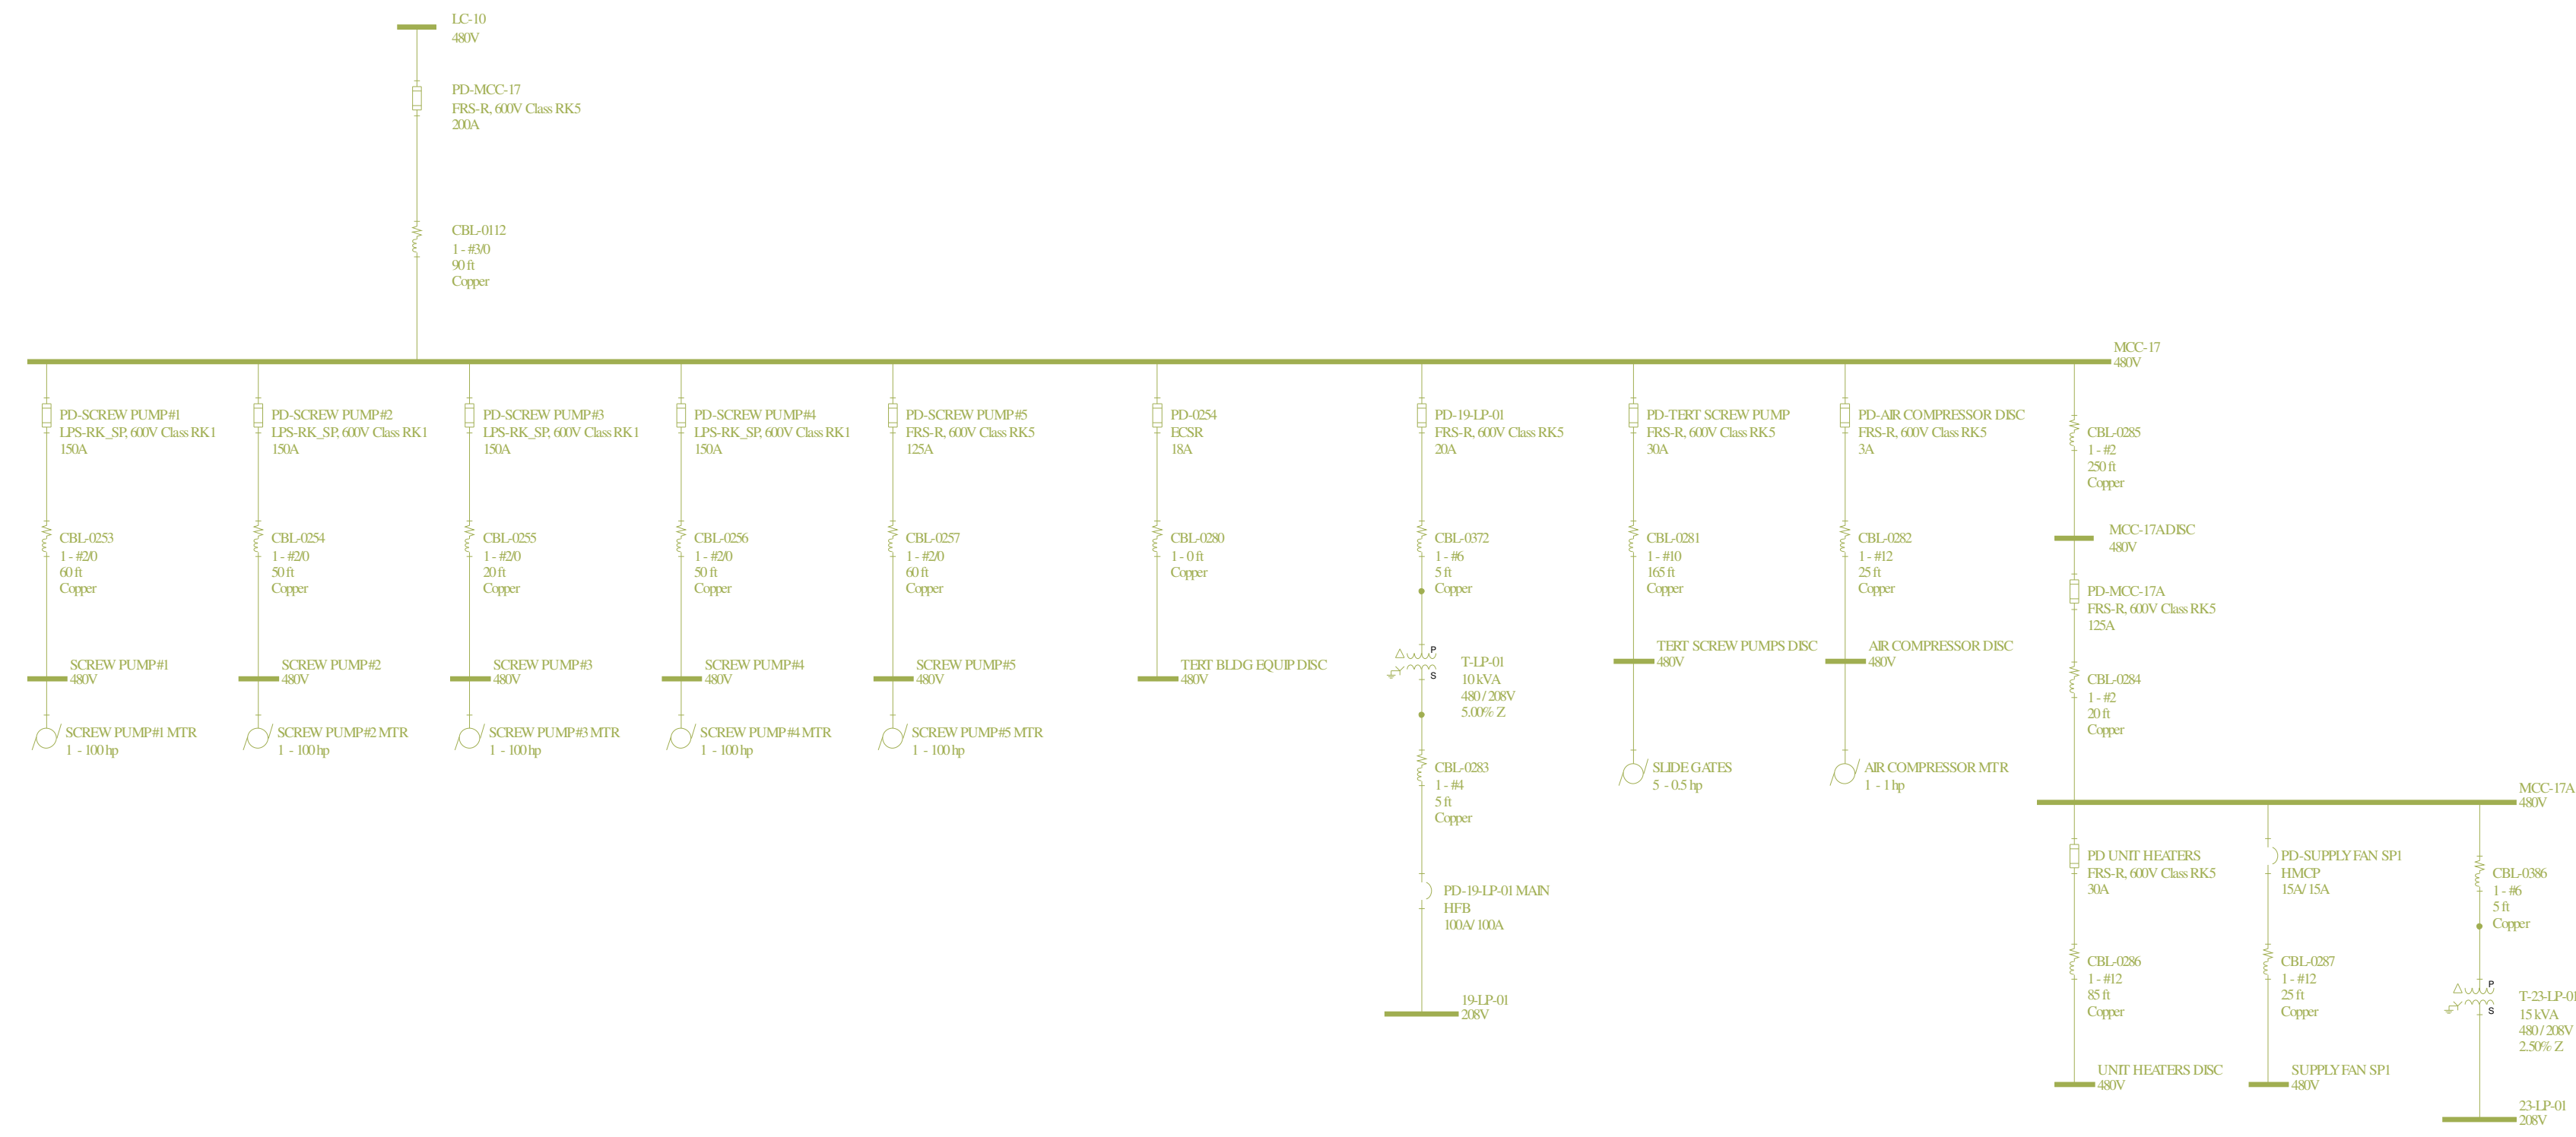 LC-10
480V
PD-MCC-17
FRS-R, 600V Class RK5
200A
CBL-0112
1 - #3/0
90 ft
Copper
MCC-17
480V
PD-SCREW PUMP#1
LPS-RK_SP, 600V Class RK1
150A
CBL-0253
1 - #2/0
60 ft
Copper
SCREW PUMP#1
480V
SCREW PUMP#1 MTR
1 - 100 hp
PD-SCREW PUMP#2
LPS-RK_SP, 600V Class RK1
150A
CBL-0254
1 - #2/0
50 ft
Copper
SCREW PUMP#2
480V
SCREW PUMP#2 MTR
1 - 100 hp
PD-SCREW PUMP#3
LPS-RK_SP, 600V Class RK1
150A
CBL-0255
1 - #2/0
20 ft
Copper
SCREW PUMP#3
480V
SCREW PUMP#3 MTR
1 - 100 hp
PD-SCREW PUMP#4
LPS-RK_SP, 600V Class RK1
150A
CBL-0256
1 - #2/0
50 ft
Copper
SCREW PUMP#4
480V
SCREW PUMP#4 MTR
1 - 100 hp
PD-SCREW PUMP#5
FRS-R, 600V Class RK5
125A
CBL-0257
1 - #2/0
60 ft
Copper
SCREW PUMP#5
480V
SCREW PUMP#5 MTR
1 - 100 hp
PD-0254
ECSR
18A
CBL-0280
1 - 0 ft
Copper
TERT BLDG EQUIP DISC
480V
PD-19-LP-01
FRS-R, 600V Class RK5
20A
CBL-0372
1 - #6
5 ft
Copper
P
S
T-LP-01
10 kVA
480 / 208V
5.00% Z
CBL-0283
1 - #4
5 ft
Copper
PD-19-LP-01 MAIN
HFB
100A/ 100A
19-LP-01
208V
PD-TERT SCREW PUMP
FRS-R, 600V Class RK5
30A
CBL-0281
1 - #10
165 ft
Copper
TERT SCREW PUMPS DISC
480V
SLIDE GATES
5 - 0.5 hp
PD-AIR COMPRESSOR DISC
FRS-R, 600V Class RK5
3A
CBL-0282
1 - #12
25 ft
Copper
AIR COMPRESSOR DISC
480V
AIR COMPRESSOR MTR
1 - 1 hp
CBL-0285
1 - #2
250 ft
Copper
MCC-17ADISC
480V
PD-MCC-17A
FRS-R, 600V Class RK5
125A
CBL-0284
1 - #2
20 ft
Copper
MCC-17A
480V
PD UNIT HEATERS
FRS-R, 600V Class RK5
30A
CBL-0286
1 - #12
85 ft
Copper
UNIT HEATERS DISC
480V
PD-SUPPLY FAN SP1
HMCP
15A/ 15A
CBL-0287
1 - #12
25 ft
Copper
SUPPLY FAN SP1
480V
CBL-0386
1 - #6
5 ft
Copper
P
S
T-23-LP-01
15 kVA
480 / 208V
2.50% Z
23-LP-01
208V